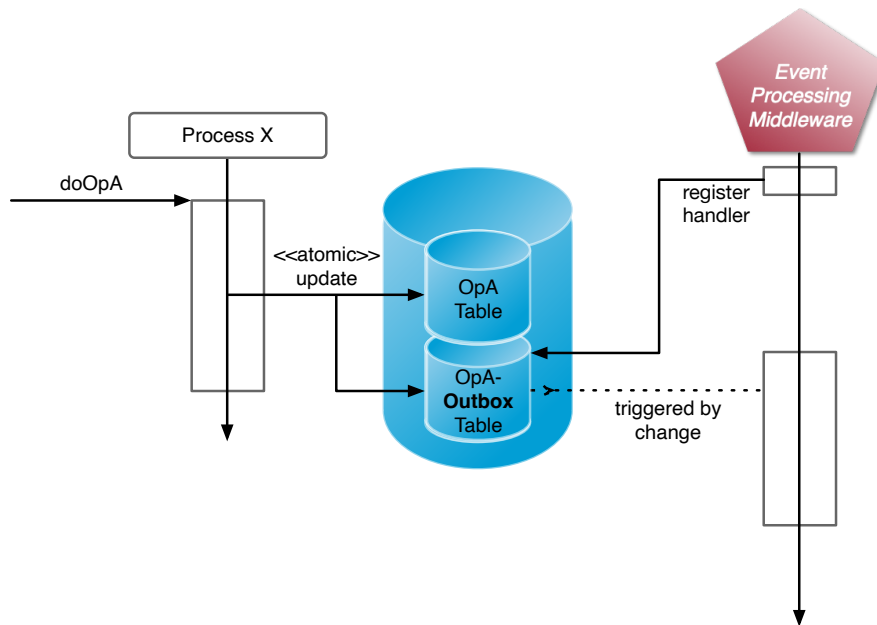 Event
Processing
Middleware
Process X
doOpA
register
handler
<<atomic>>
update
OpA
Table
OpA-
Outbox
Table
triggered by
change